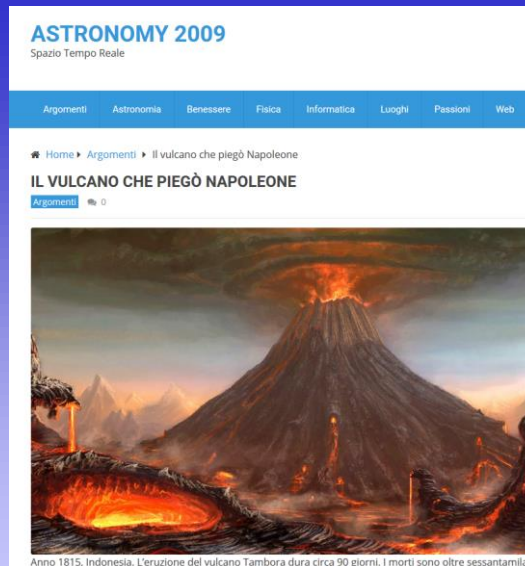 ASTRONOMY 2009
Spazio Tempo Reale
Argomenti Astronomia Benessere Fisica Informatica Luoghi Passioni Web
Home Argomenti Il vulcano che piegò Napoleone
IL VULCANO CHE PIEGÒ NAPOLEONE
Argomenti 0
Anno 1815, Indonesia. L'eruzione del vulcano Tambora dura circa 90 giorni. I morti sono oltre sessantamila